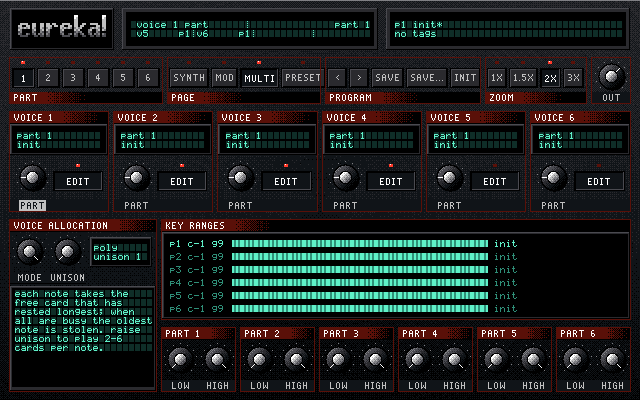 eureka!
voice 1 part part 1
v5 p1 v6 p1
p1 init*
no tags
1 2 3 4 5 6
SYNTH MOD MULTI PRESET
< > SAVE SAVE... INIT
1X 1.5X 2X 3X
PART PAGE PROGRAM ZOOM OUT
VOICE 1 VOICE 2 VOICE 3 VOICE 4 VOICE 5 VOICE 6
part 1 part 1 part 1 part 1 part 1 part 1
init init init init init init
EDIT EDIT EDIT EDIT EDIT EDIT
PART PART PART PART PART PART
VOICE ALLOCATION
poly
unison 1
MODE UNISON
each note takes the
free card that has
rested longest; when
all are busy the oldest
note is stolen. raise
unison to play 2-6
cards per note.
KEY RANGES
p1 c-1 99 init
p2 c-1 99 init
p3 c-1 99 init
p4 c-1 99 init
p5 c-1 99 init
p6 c-1 99 init
PART 1 PART 2 PART 3 PART 4 PART 5 PART 6
LOW HIGH LOW HIGH LOW HIGH LOW HIGH LOW HIGH LOW HIGH